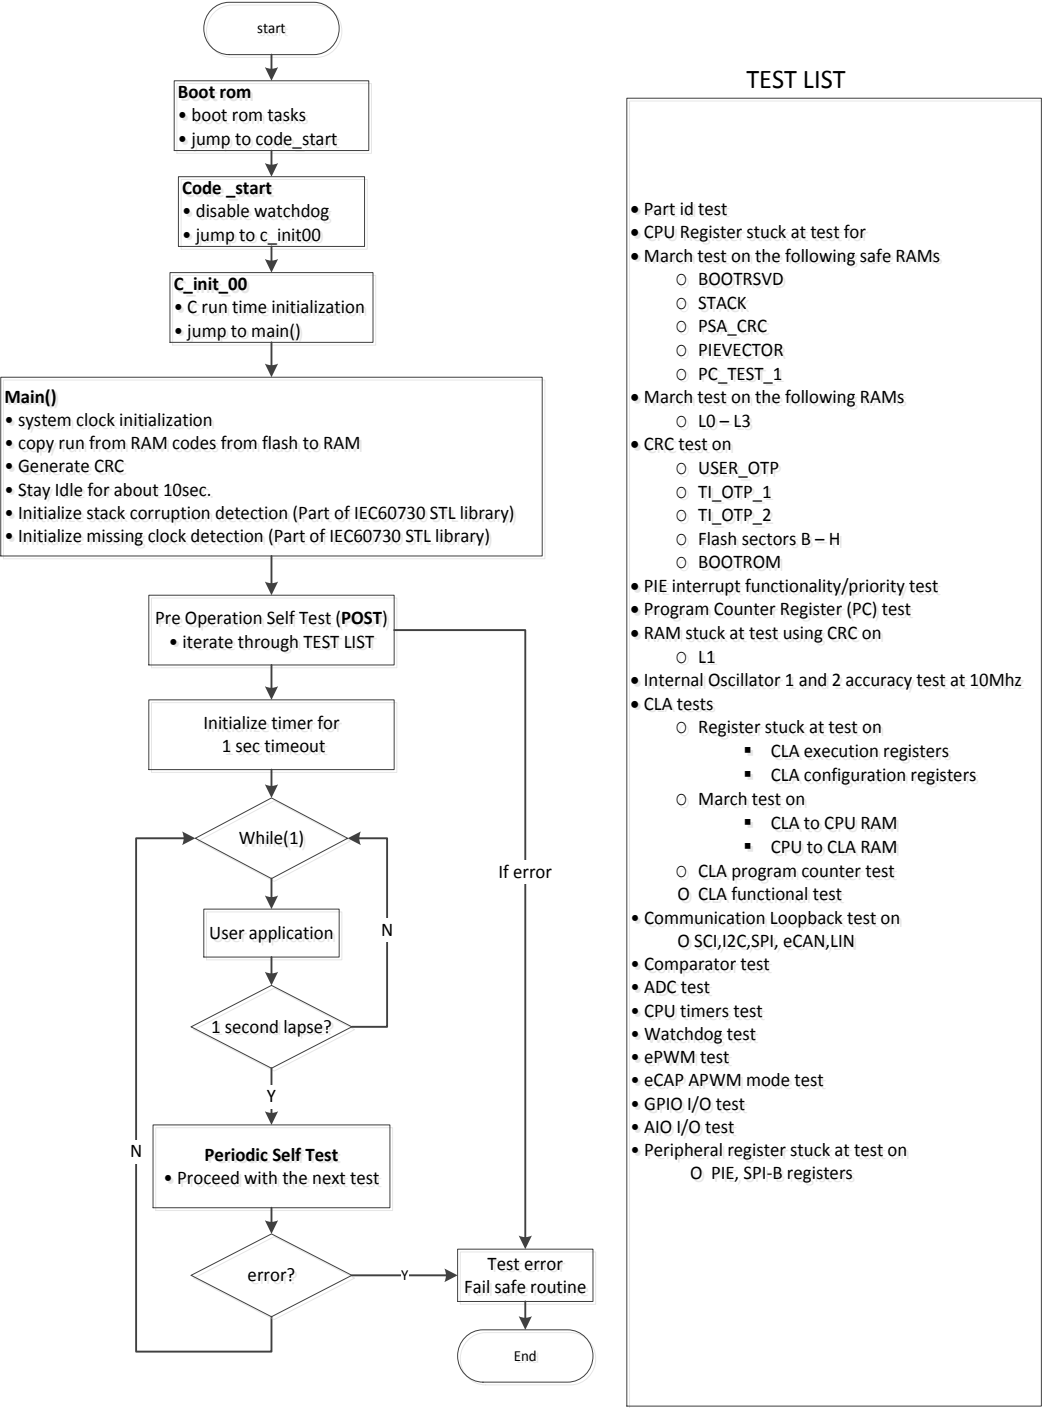 start
Boot rom
• boot rom tasks
• jump to code_start
Code _start
• disable watchdog
• jump to c_init00
C_init_00
• C run time initialization
• jump to main()
Main()
• system clock initialization
• copy run from RAM codes from flash to RAM
• Generate CRC
• Stay Idle for about 10sec.
• Initialize stack corruption detection (Part of IEC60730 STL library)
• Initialize missing clock detection (Part of IEC60730 STL library)
Pre Operation Self Test (POST)
• iterate through TEST LIST
Initialize timer for
1 sec timeout
While(1)
If error
User application
N
1 second lapse?
Y
N
Periodic Self Test
• Proceed with the next test
error?
Y
Test error
Fail safe routine
End
TEST LIST
• Part id test
• CPU Register stuck at test for
• March test on the following safe RAMs
O BOOTRSVD
O STACK
O PSA_CRC
O PIEVECTOR
O PC_TEST_1
• March test on the following RAMs
O L0 – L3
• CRC test on
O USER_OTP
O TI_OTP_1
O TI_OTP_2
O Flash sectors B – H
O BOOTROM
• PIE interrupt functionality/priority test
• Program Counter Register (PC) test
• RAM stuck at test using CRC on
O L1
• Internal Oscillator 1 and 2 accuracy test at 10Mhz
• CLA tests
O Register stuck at test on
▪ CLA execution registers
▪ CLA configuration registers
O March test on
▪ CLA to CPU RAM
▪ CPU to CLA RAM
O CLA program counter test
O CLA functional test
• Communication Loopback test on
O SCI,I2C,SPI, eCAN,LIN
• Comparator test
• ADC test
• CPU timers test
• Watchdog test
• ePWM test
• eCAP APWM mode test
• GPIO I/O test
• AIO I/O test
• Peripheral register stuck at test on
O PIE, SPI-B registers